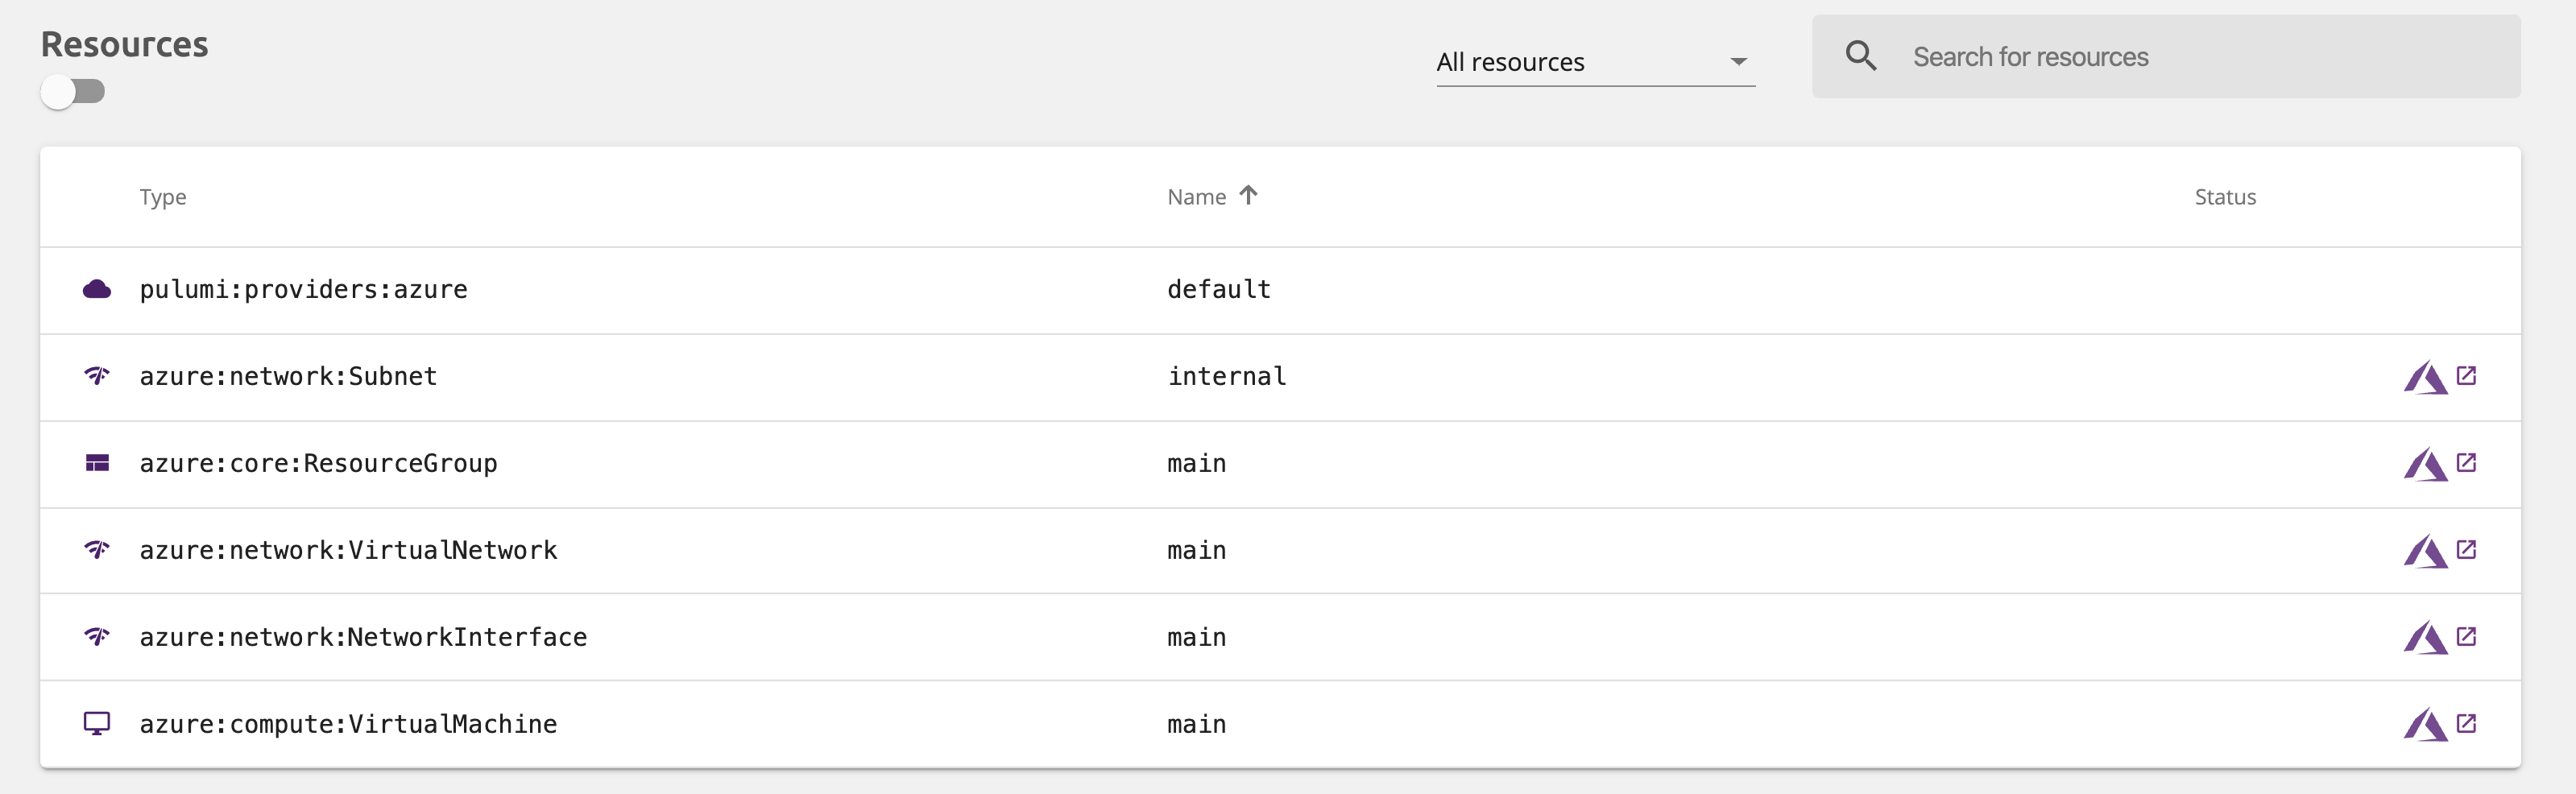 Resources
All resources
Search for resources
Type Name Status
pulumi:providers:azure default
azure:network:Subnet internal
azure:core:ResourceGroup main
azure:network:VirtualNetwork main
azure:network:NetworkInterface main
azure:compute:VirtualMachine main